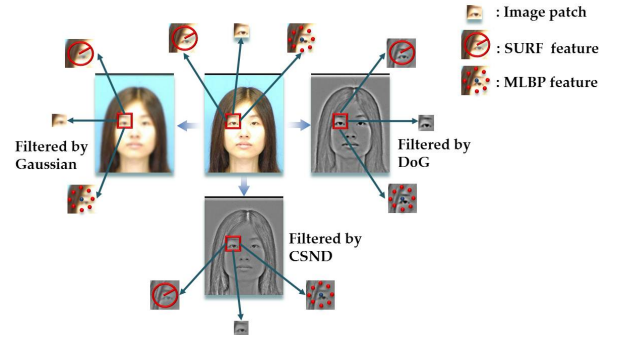 : Image patch
: SURF feature
: MLBP feature
Filtered by
Gaussian
Filtered by
DoG
Filtered by
CSND